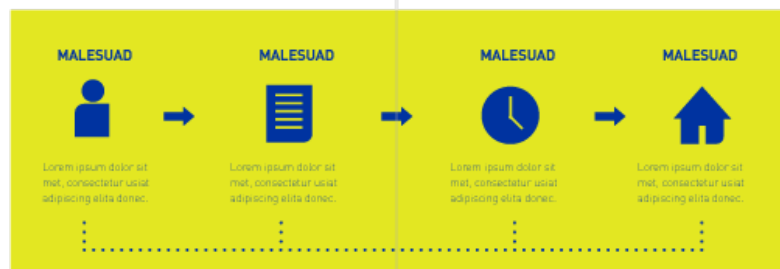 MALESUAD
Lorem ipsum dolor sit
met, consectetur usiat
adipiscing elita donec.
MALESUAD
Lorem ipsum dolor sit
met, consectetur usiat
adipiscing elita donec.
MALESUAD
Lorem ipsum dolor sit
met, consectetur usiat
adipiscing elita donec.
MALESUAD
Lorem ipsum dolor sit
met, consectetur usiat
adipiscing elita donec.